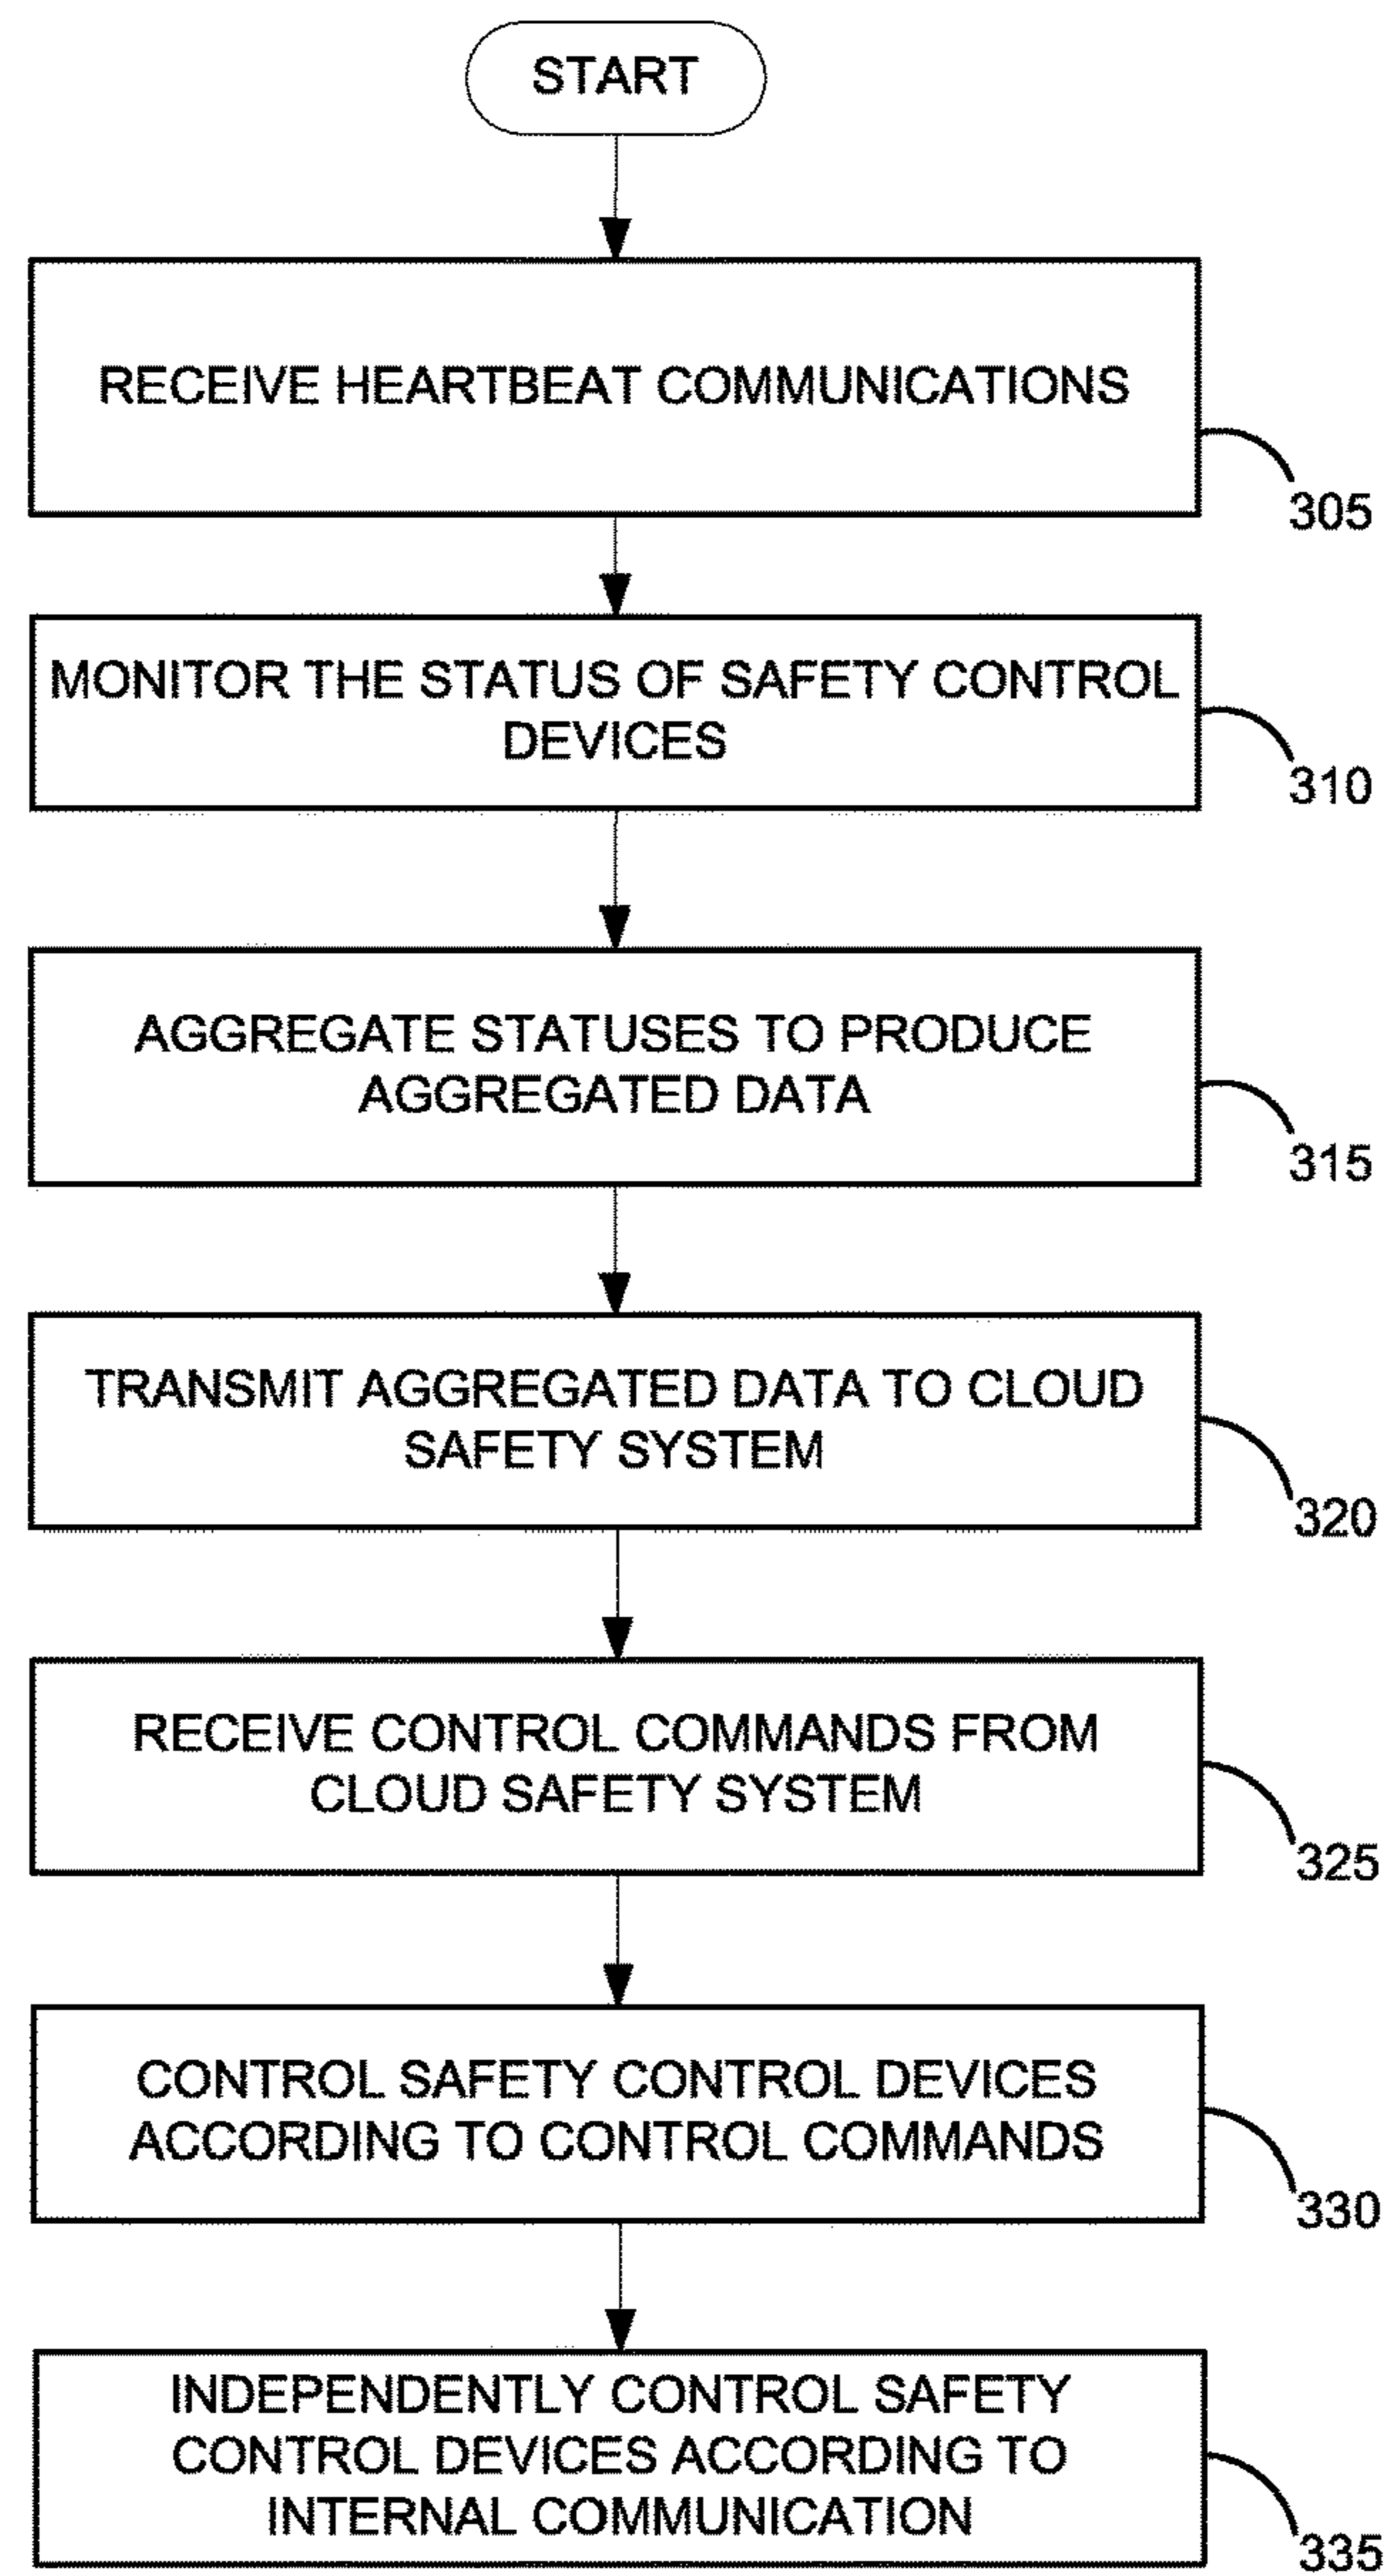 START
RECEIVE HEARTBEAT COMMUNICATIONS
305
MONITOR THE STATUS OF SAFETY CONTROL
DEVICES
310
AGGREGATE STATUSES TO PRODUCE
AGGREGATED DATA
315
TRANSMIT AGGREGATED DATA TO CLOUD
SAFETY SYSTEM
320
RECEIVE CONTROL COMMANDS FROM
CLOUD SAFETY SYSTEM
325
CONTROL SAFETY CONTROL DEVICES
ACCORDING TO CONTROL COMMANDS
330
INDEPENDENTLY CONTROL SAFETY
CONTROL DEVICES ACCORDING TO
INTERNAL COMMUNICATION
335